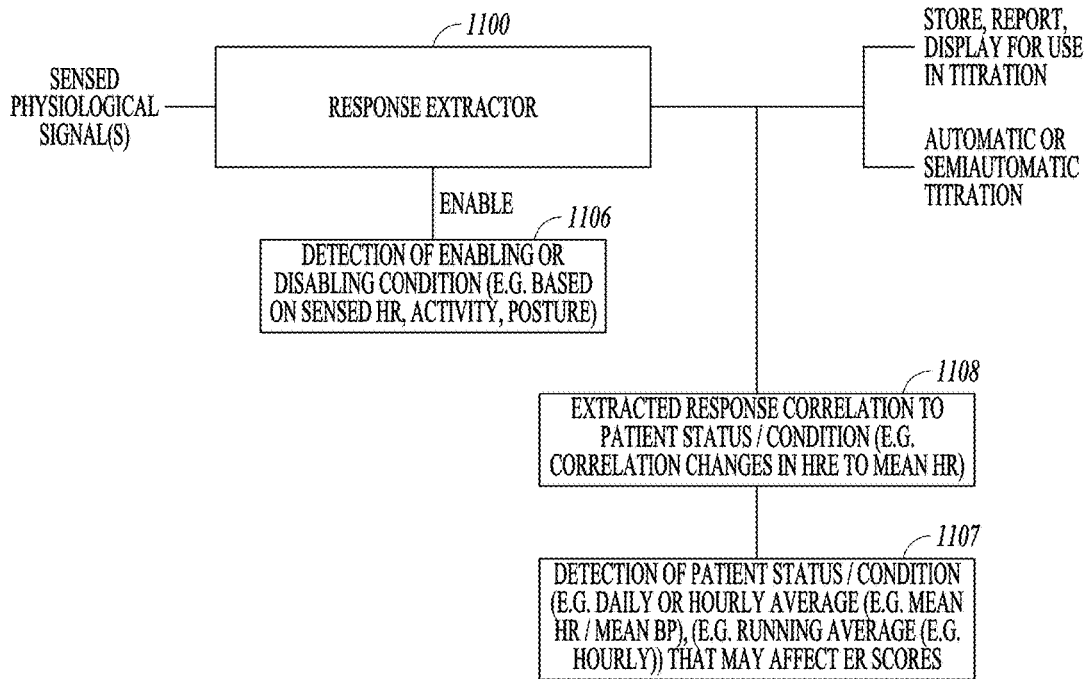 1100
SENSED
PHYSIOLOGICAL
SIGNAL(S)
RESPONSE EXTRACTOR
STORE, REPORT,
DISPLAY FOR USE
IN TITRATION
AUTOMATIC OR
SEMIAUTOMATIC
TITRATION
ENABLE
1106
DETECTION OF ENABLING OR
DISABLING CONDITION (E.G. BASED
ON SENSED HR, ACTIVITY, POSTURE)
1108
EXTRACTED RESPONSE CORRELATION TO
PATIENT STATUS / CONDITION (E.G.
CORRELATION CHANGES IN HRE TO MEAN HR)
1107
DETECTION OF PATIENT STATUS / CONDITION
(E.G. DAILY OR HOURLY AVERAGE (E.G. MEAN
HR / MEAN BP), (E.G. RUNNING AVERAGE (E.G.
HOURLY)) THAT MAY AFFECT ER SCORES